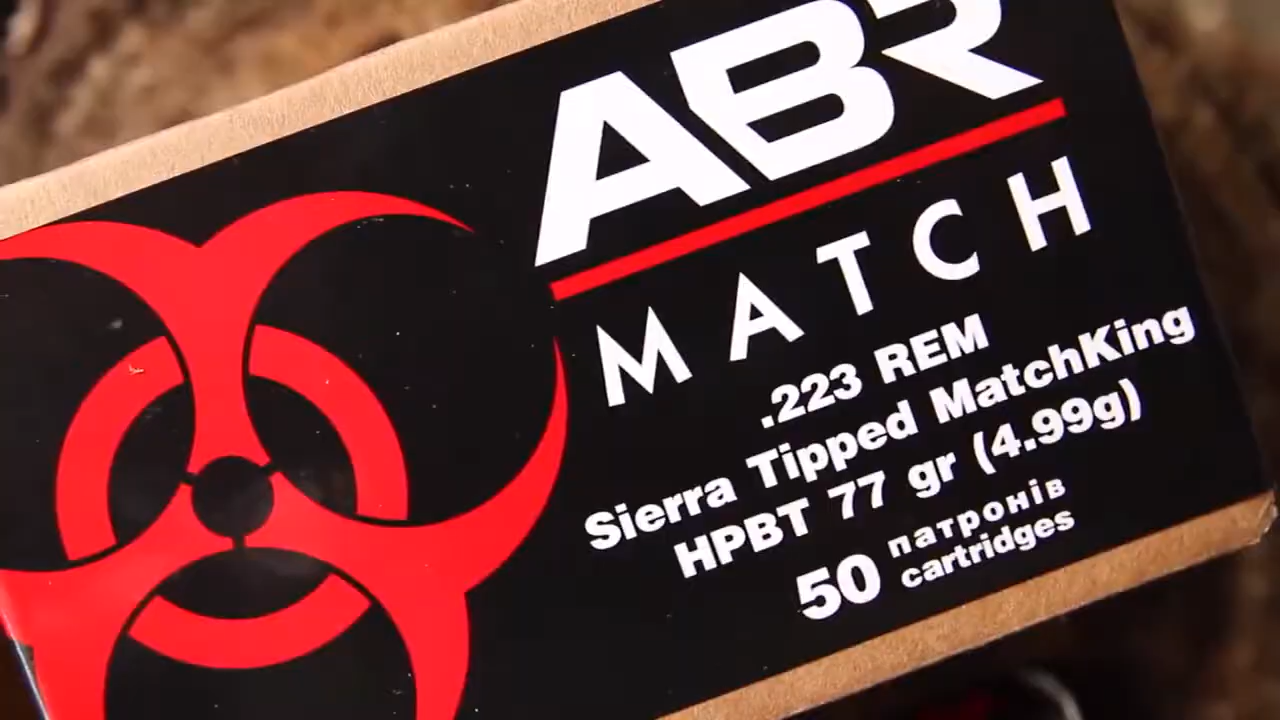 ABR
MATCH
.223 REM
Sierra Tipped MatchKing
HPBT 77 gr (4.99g)
50 патронів
cartridges